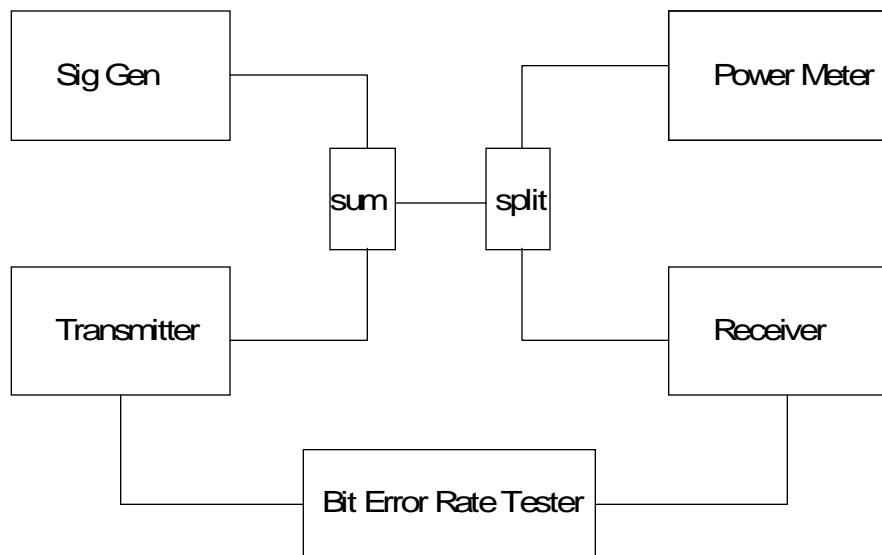 Sig Gen
Power Meter
sum
split
Transmitter
Receiver
Bit Error Rate Tester